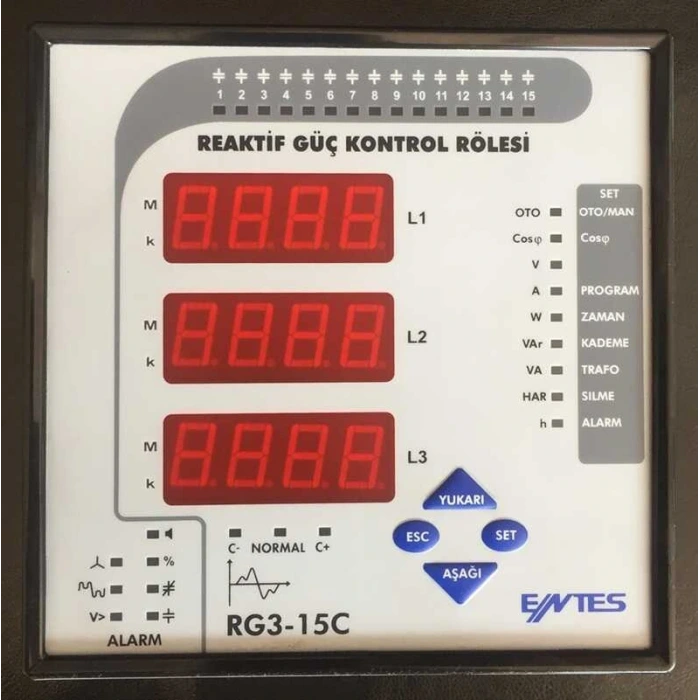 1 2 3 4 5 6 7 8 9 10 11 12 13 14 15
REAKTİF GÜÇ KONTROL RÖLESİ
M
k
L1
M
k
L2
M
k
L3
SET
OTO OTO/MAN
Cosφ Cosφ
V
A PROGRAM
W ZAMAN
VAr KADEME
VA TRAFO
HAR SILME
h ALARM
YUKARI
ESC SET
AŞAĞI
C- NORMAL C+
%
V>
ALARM
RG3-15C
ENTES